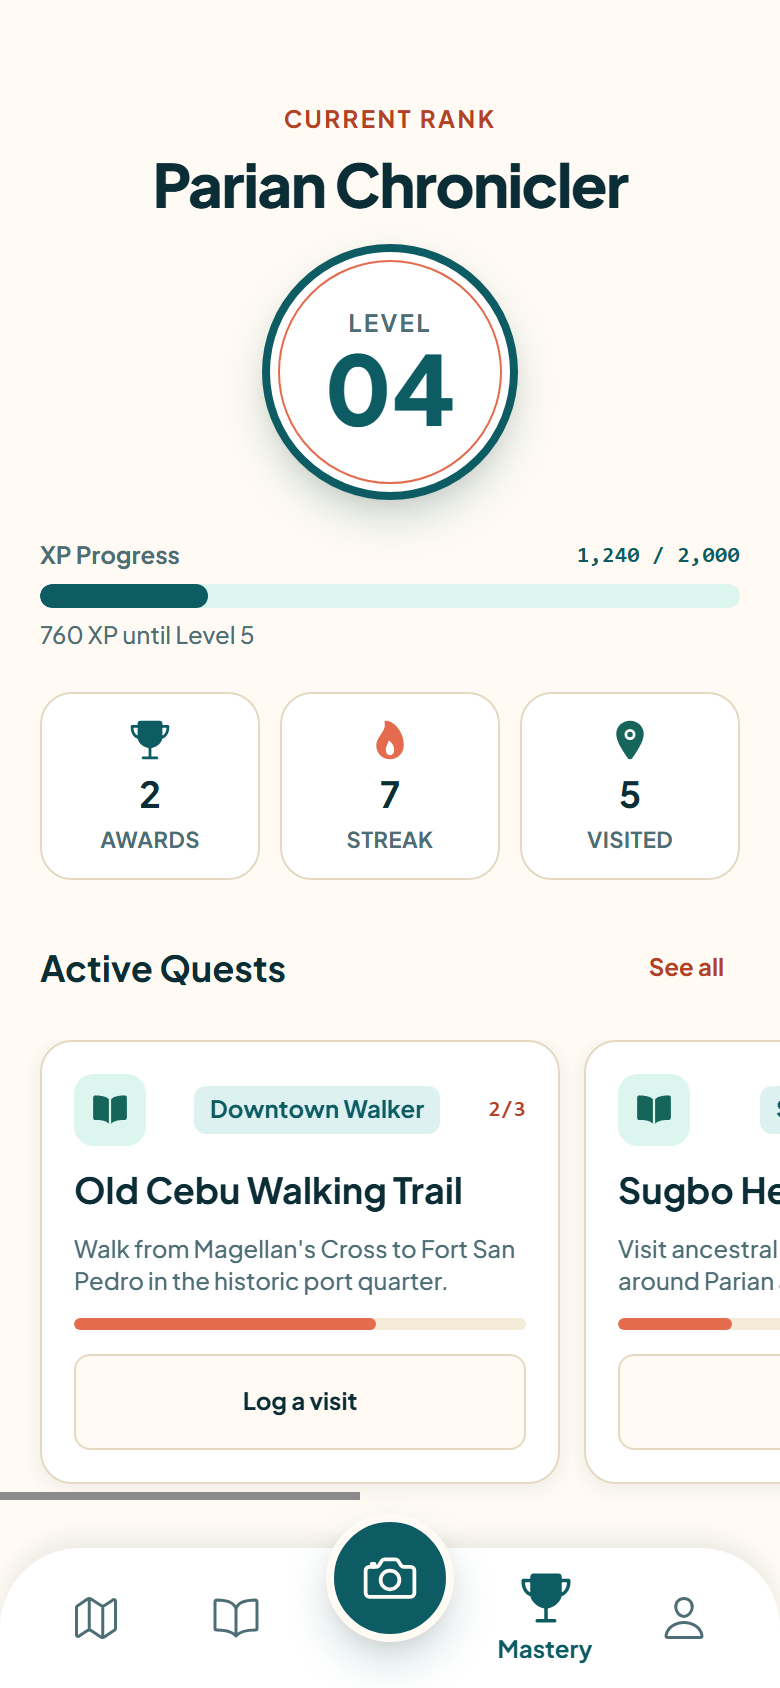 CURRENT RANK
Parian Chronicler
LEVEL
04
XP Progress
1,240 / 2,000
760 XP until Level 5
2
AWARDS
7
STREAK
5
VISITED
Active Quests
See all
Downtown Walker
2/3
Old Cebu Walking Trail
Walk from Magellan's Cross to Fort San
Pedro in the historic port quarter.
Log a visit
Sugbo He
Visit ancestral
around Parian
Mastery